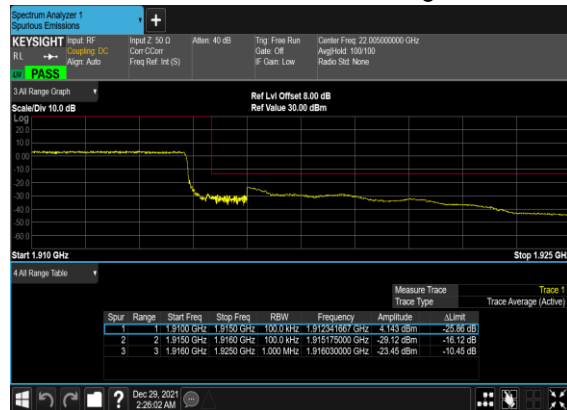 Spectrum Analyzer 1
Spurious Emissions
KEYSIGHT Input: RF Input Z: 50 Ω Atten: 40 dB Trig: Free Run Center Freq: 22.005000000 GHz
RL Coupling: DC Corr CCorr Gate: Off Avg|Hold: 100/100
Align: Auto Freq Ref: Int (S) IF Gain: Low Radio Std: None
PASS
3 All Range Graph
Ref Lvl Offset 8.00 dB
Scale/Div 10.0 dB Ref Value 30.00 dBm
Log
20.0
10.0
0.00
-10.0
-20.0
-30.0
-40.0
-50.0
-60.0
Start 1.910 GHz Stop 1.925 GH
4 All Range Table
Measure Trace Trace 1
Trace Type Trace Average (Active)
Spur Range Start Freq Stop Freq RBW Frequency Amplitude ΔLimit
1 1 1.9100 GHz 1.9150 GHz 100.0 kHz 1.912341667 GHz 4.143 dBm -25.86 dB
2 2 1.9150 GHz 1.9160 GHz 100.0 kHz 1.915175000 GHz -29.12 dBm -16.12 dB
3 3 1.9160 GHz 1.9250 GHz 1.000 MHz 1.916030000 GHz -23.45 dBm -10.45 dB
? Dec 29, 2021
2:26:02 AM